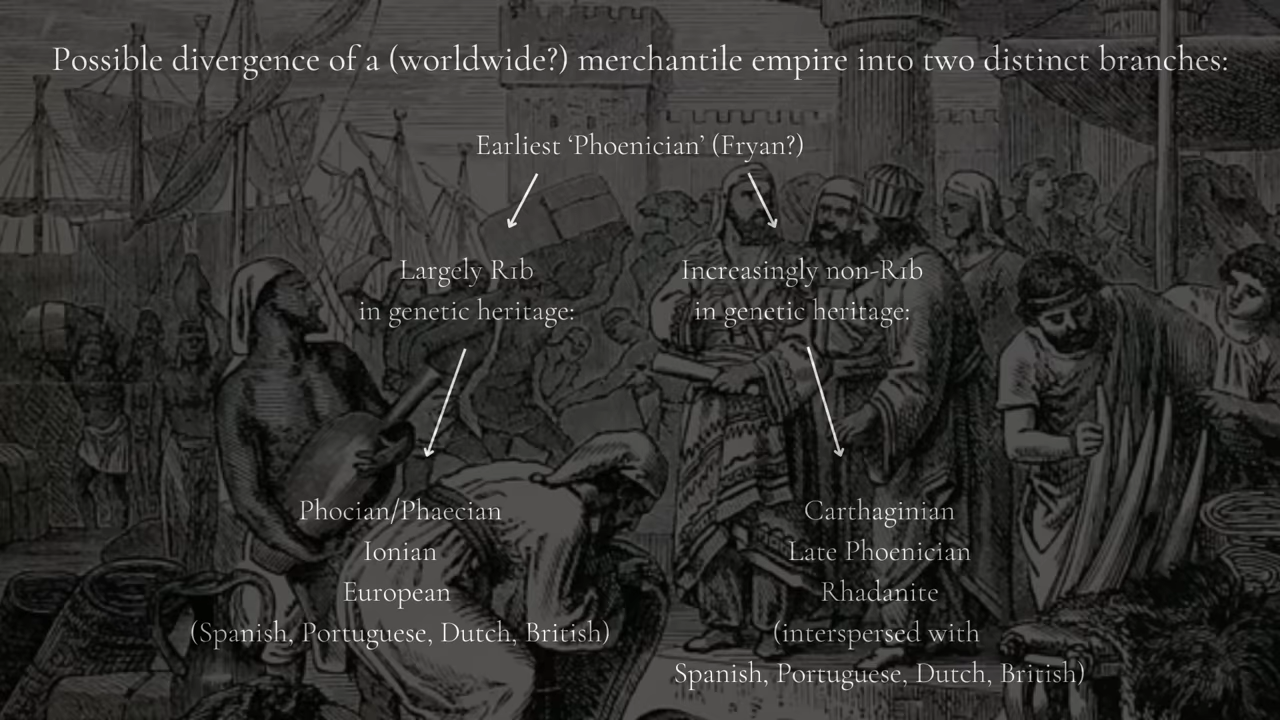 Possible divergence of a (worldwide?) merchantile empire into two distinct branches:
Earliest ‘Phoenician’ (Fryan?)
Largely R1b
in genetic heritage:
Increasingly non-R1b
in genetic heritage:
Phocian/Phaecian
Ionian
European
(Spanish, Portuguese, Dutch, British)
Carthaginian
Late Phoenician
Rhadanite
(interspersed with
Spanish, Portuguese, Dutch, British)